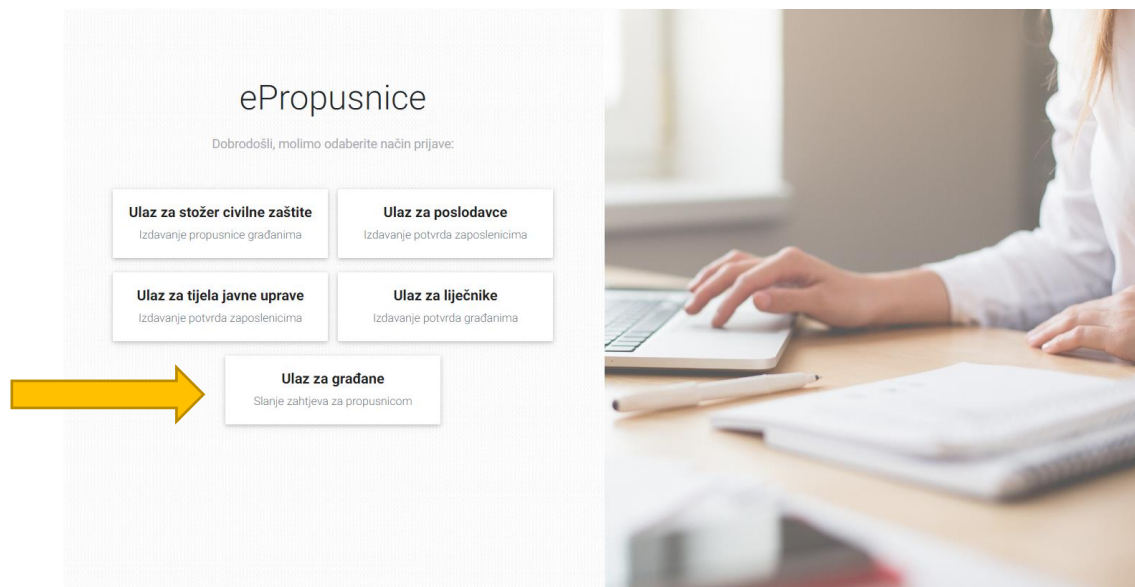 ePropusnice
Dobrodošli, molimo odaberite način prijave:
Ulaz za stožer civilne zaštite
Izdavanje propusnice građanima
Ulaz za poslodavce
Izdavanje potvrda zaposlenicima
Ulaz za tijela javne uprave
Izdavanje potvrda zaposlenicima
Ulaz za liječnike
Izdavanje potvrda građanima
Ulaz za građane
Slanje zahtjeva za propusnicom